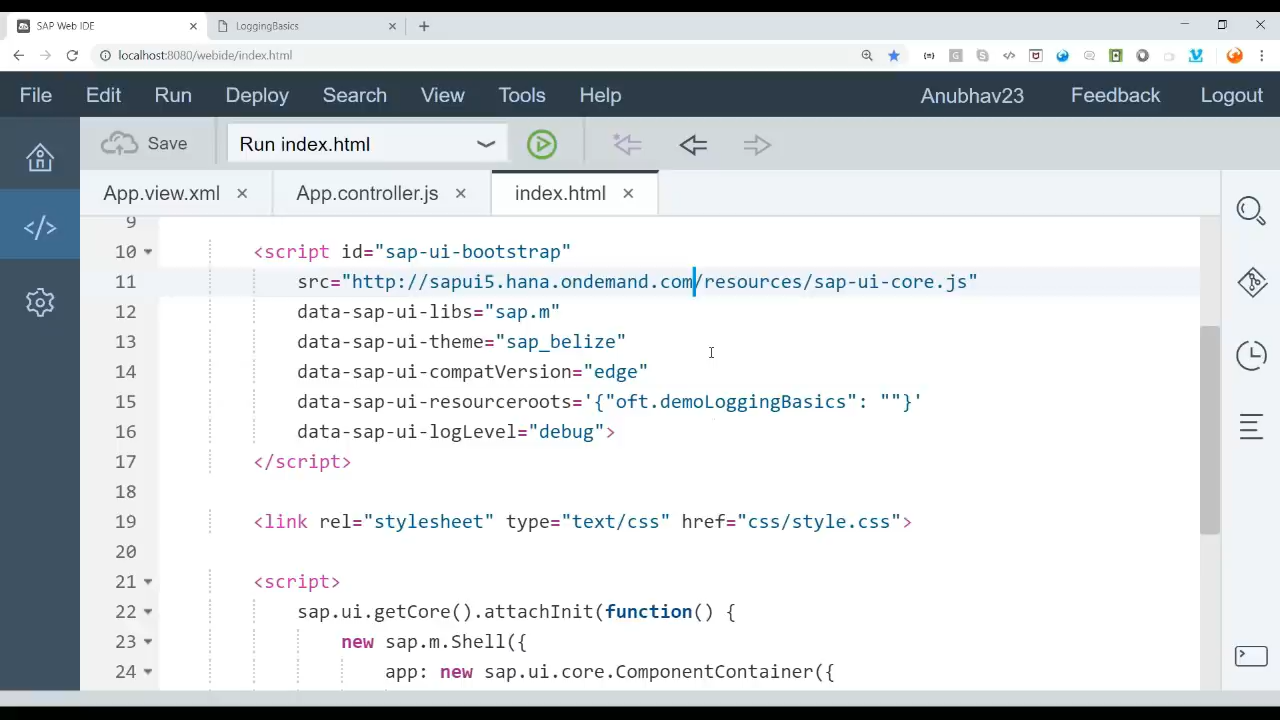 SAP Web IDE
LoggingBasics
localhost:8080/webide/index.html
File Edit Run Deploy Search View Tools Help Anubhav23 Feedback Logout
Save Run index.html
App.view.xml App.controller.js index.html
9
10 <script id="sap-ui-bootstrap"
11 src="http://sapui5.hana.ondemand.com/resources/sap-ui-core.js"
12 data-sap-ui-libs="sap.m"
13 data-sap-ui-theme="sap_belize"
14 data-sap-ui-compatVersion="edge"
15 data-sap-ui-resourceroots='{"oft.demoLoggingBasics": ""}'
16 data-sap-ui-logLevel="debug">
17 </script>
18
19 <link rel="stylesheet" type="text/css" href="css/style.css">
20
21 <script>
22 sap.ui.getCore().attachInit(function() {
23 new sap.m.Shell({
24 app: new sap.ui.core.ComponentContainer({